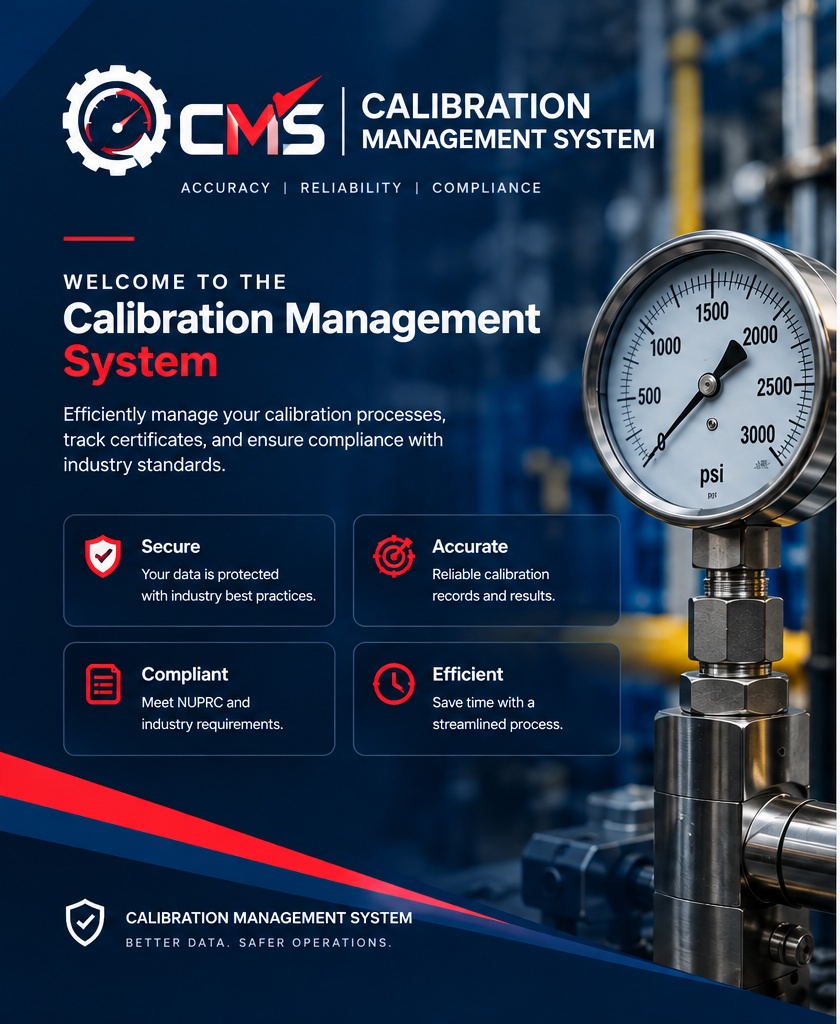 CMS
CALIBRATION
MANAGEMENT SYSTEM
ACCURACY | RELIABILITY | COMPLIANCE
WELCOME TO THE
Calibration Management
System
Efficiently manage your calibration processes,
track certificates, and ensure compliance with
industry standards.
Secure
Your data is protected
with industry best practices.
Accurate
Reliable calibration
records and results.
Compliant
Meet NUPRC and
industry requirements.
Efficient
Save time with a
streamlined process.
0
500
1000
1500
2000
2500
3000
psi
CALIBRATION MANAGEMENT SYSTEM
BETTER DATA. SAFER OPERATIONS.